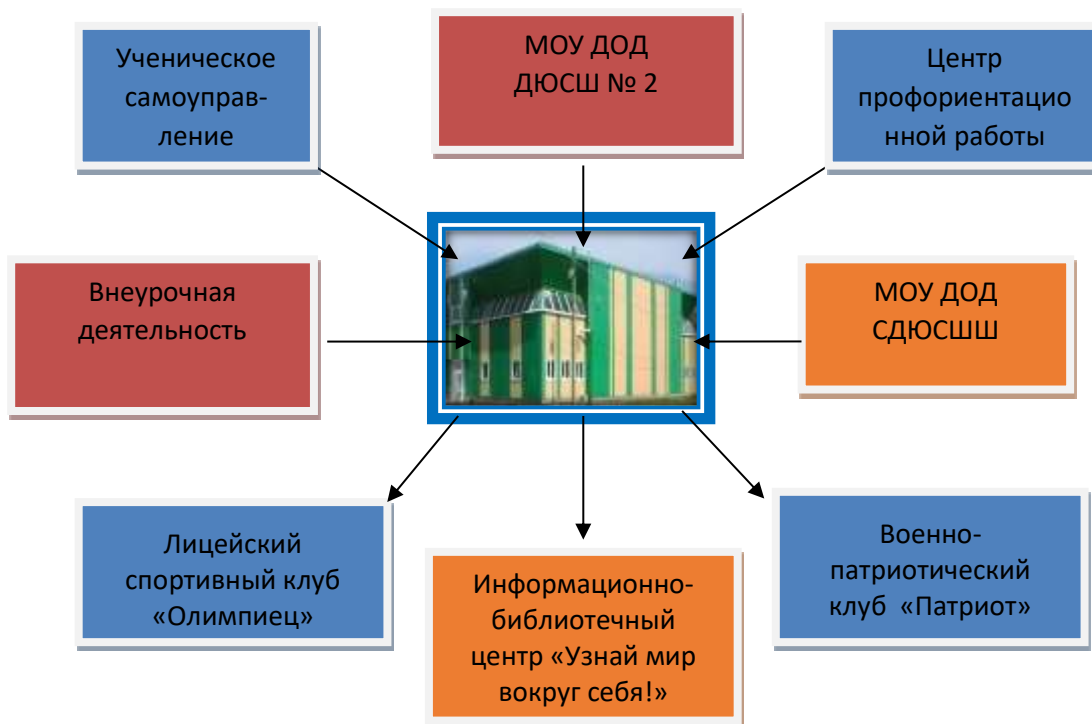 Ученическое
самоуправ-
ление
МОУ ДОД
ДЮСШ № 2
Центр
профориентацио
нной работы
Внеурочная
деятельность
МОУ ДОД
СДЮСШШ
Лицейский
спортивный клуб
«Олимпиец»
Информационно-
библиотечный
центр «Узнай мир
вокруг себя!»
Военно-
патриотический
клуб «Патриот»